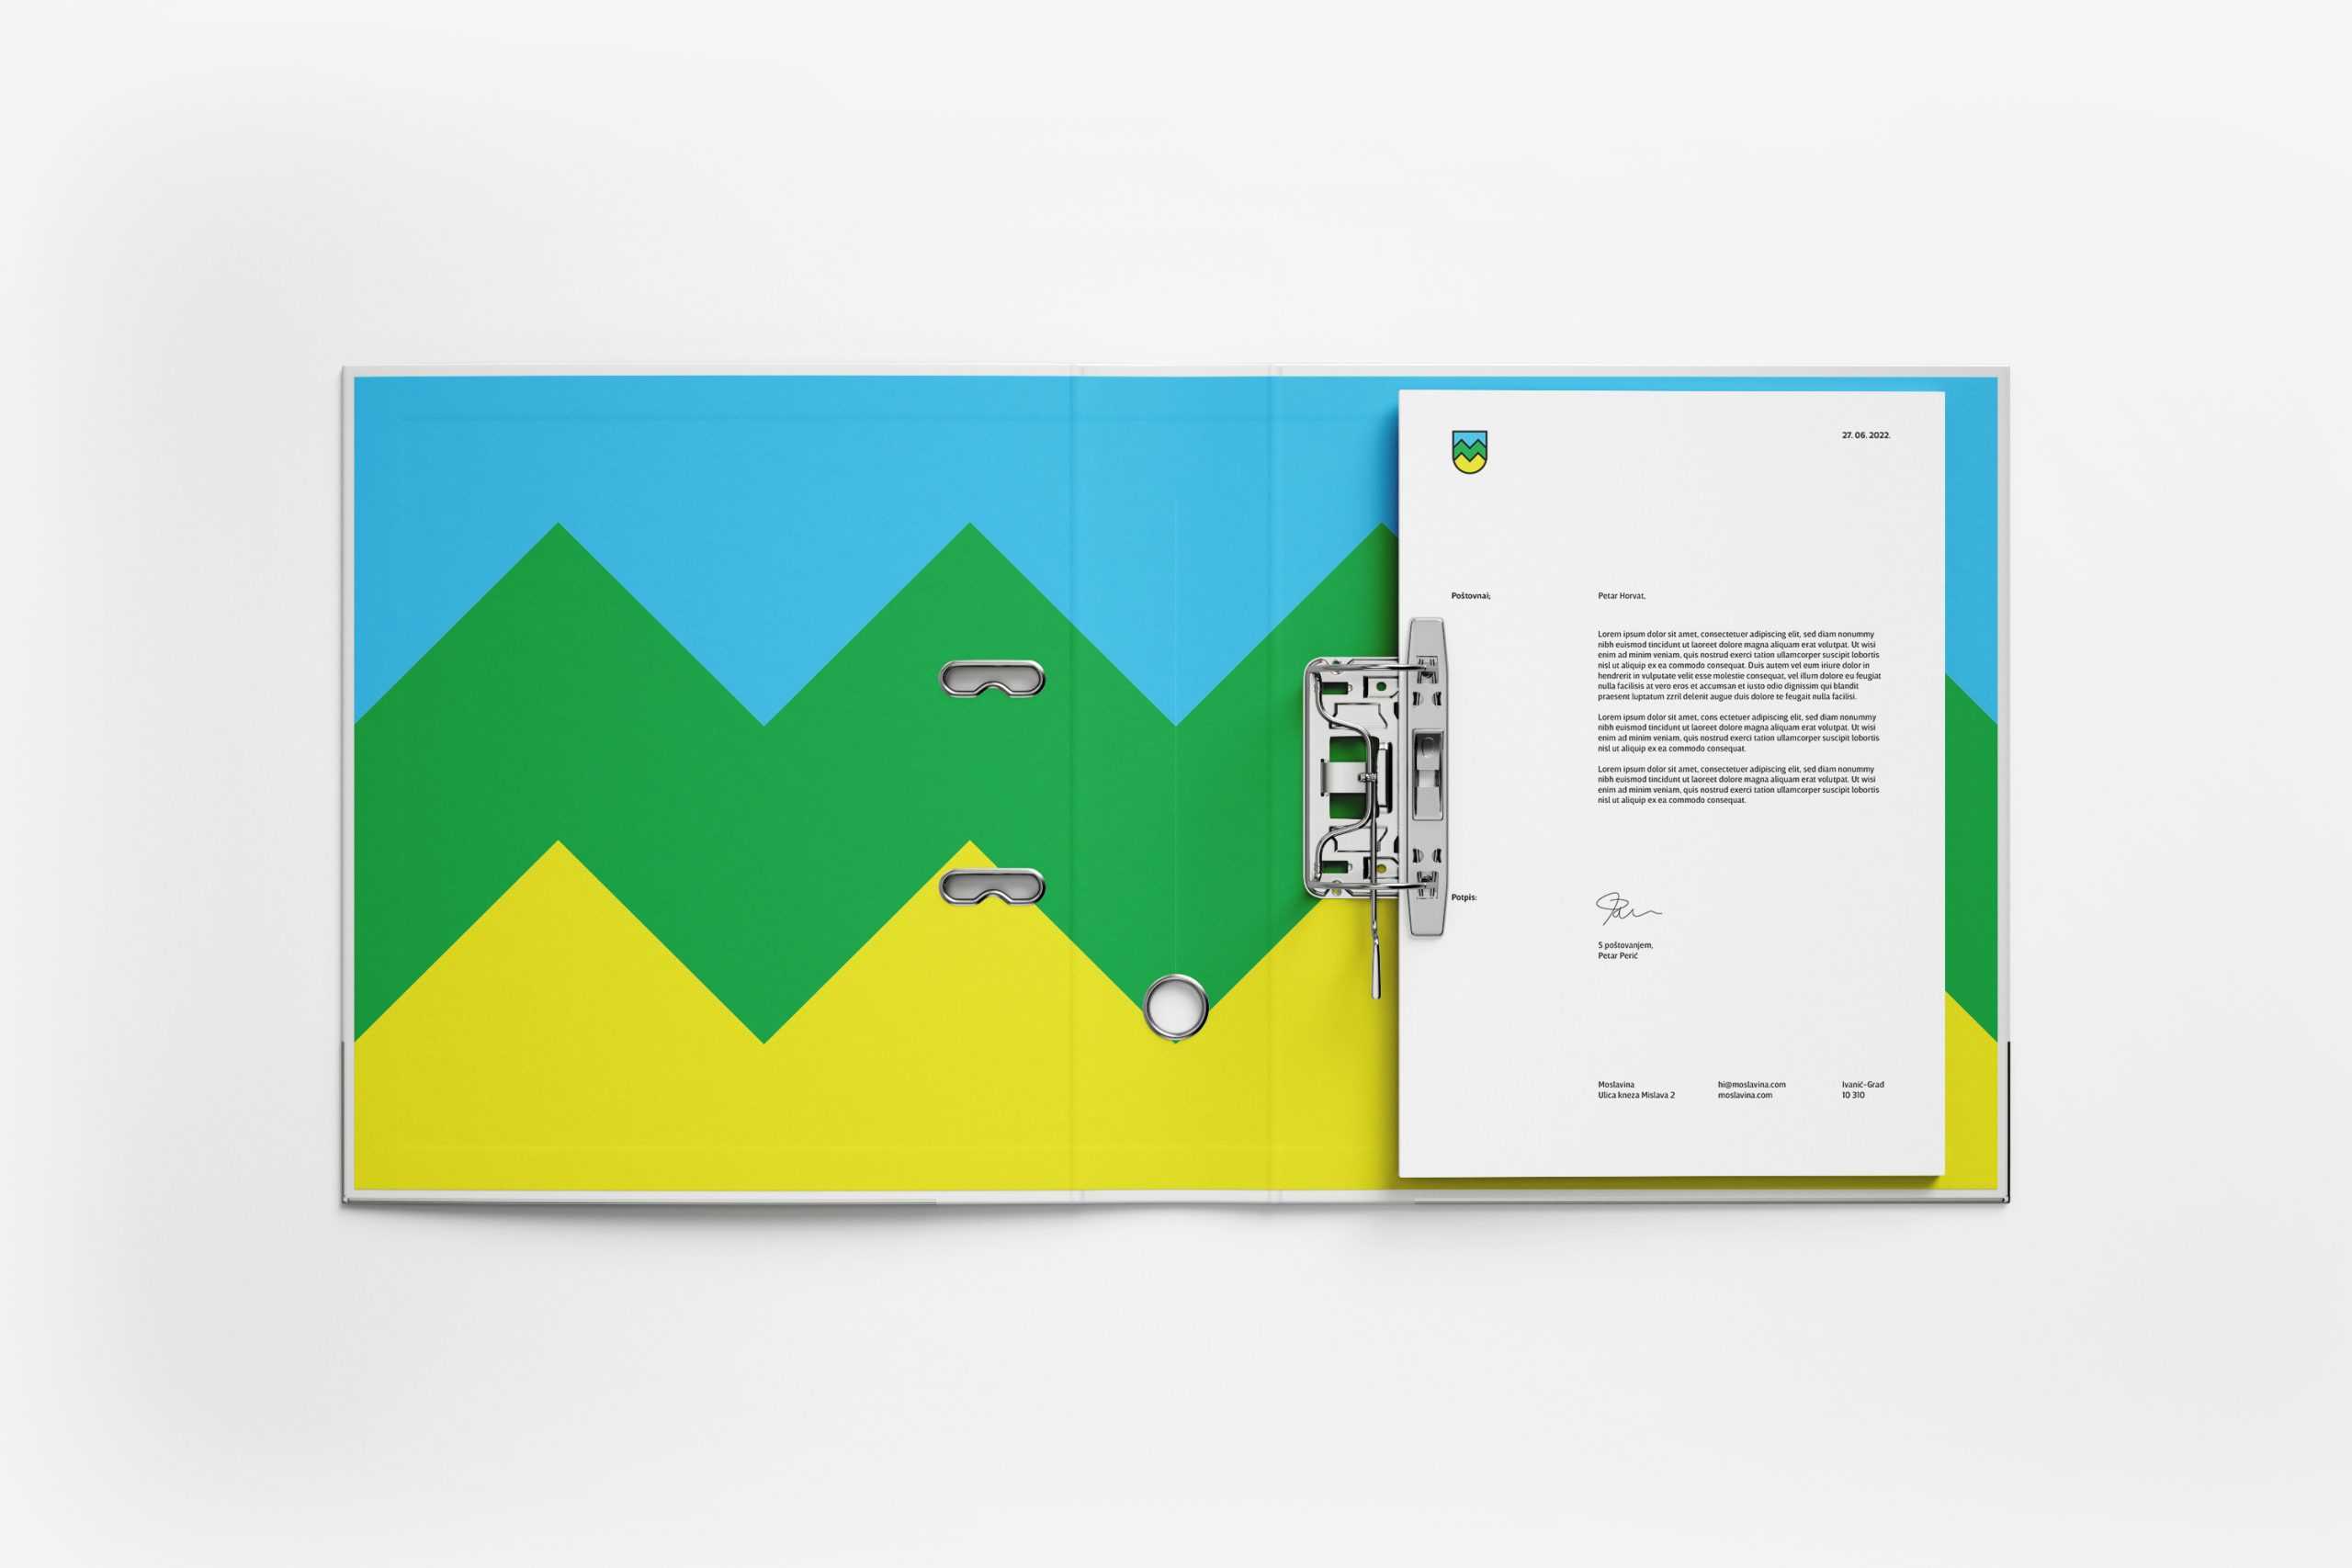 27. 06. 2022.
Poštovnai;
Petar Horvat,
Lorem ipsum dolor sit amet, consectetuer adipiscing elit, sed diam nonummy
nibh euismod tincidunt ut laoreet dolore magna aliquam erat volutpat. Ut wisi
enim ad minim veniam, quis nostrud exerci tation ullamcorper suscipit lobortis
nisl ut aliquip ex ea commodo consequat. Duis autem vel eum iriure dolor in
hendrerit in vulputate velit esse molestie consequat, vel illum dolore eu feugiat
nulla facilisis at vero eros et accumsan et iusto odio dignissim qui blandit
praesent luptatum zzril delenit augue duis dolore te feugait nulla facilisi.
Lorem ipsum dolor sit amet, cons ectetuer adipiscing elit, sed diam nonummy
nibh euismod tincidunt ut laoreet dolore magna aliquam erat volutpat. Ut wisi
enim ad minim veniam, quis nostrud exerci tation ullamcorper suscipit lobortis
nisl ut aliquip ex ea commodo consequat.
Lorem ipsum dolor sit amet, consectetuer adipiscing elit, sed diam nonummy
nibh euismod tincidunt ut laoreet dolore magna aliquam erat volutpat. Ut wisi
enim ad minim veniam, quis nostrud exerci tation ullamcorper suscipit lobortis
nisl ut aliquip ex ea commodo consequat.
Potpis:
S poštovanjem,
Petar Perić
Moslavina
Ulica kneza Mislava 2
hi@moslavina.com
moslavina.com
Ivanić-Grad
10 310